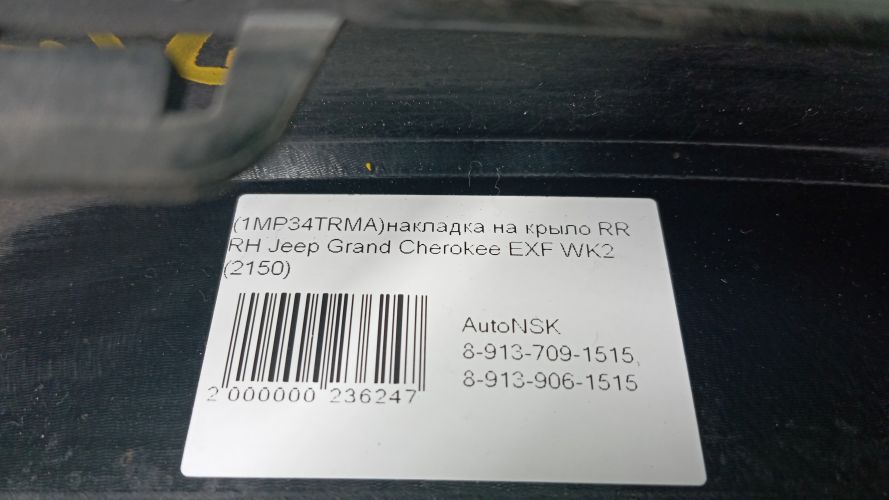 (1MP34TRMA)накладка на крыло RR
RH Jeep Grand Cherokee EXF WK2
(2150)
AutoNSK
8-913-709-1515,
8-913-906-1515
2 000000 236247